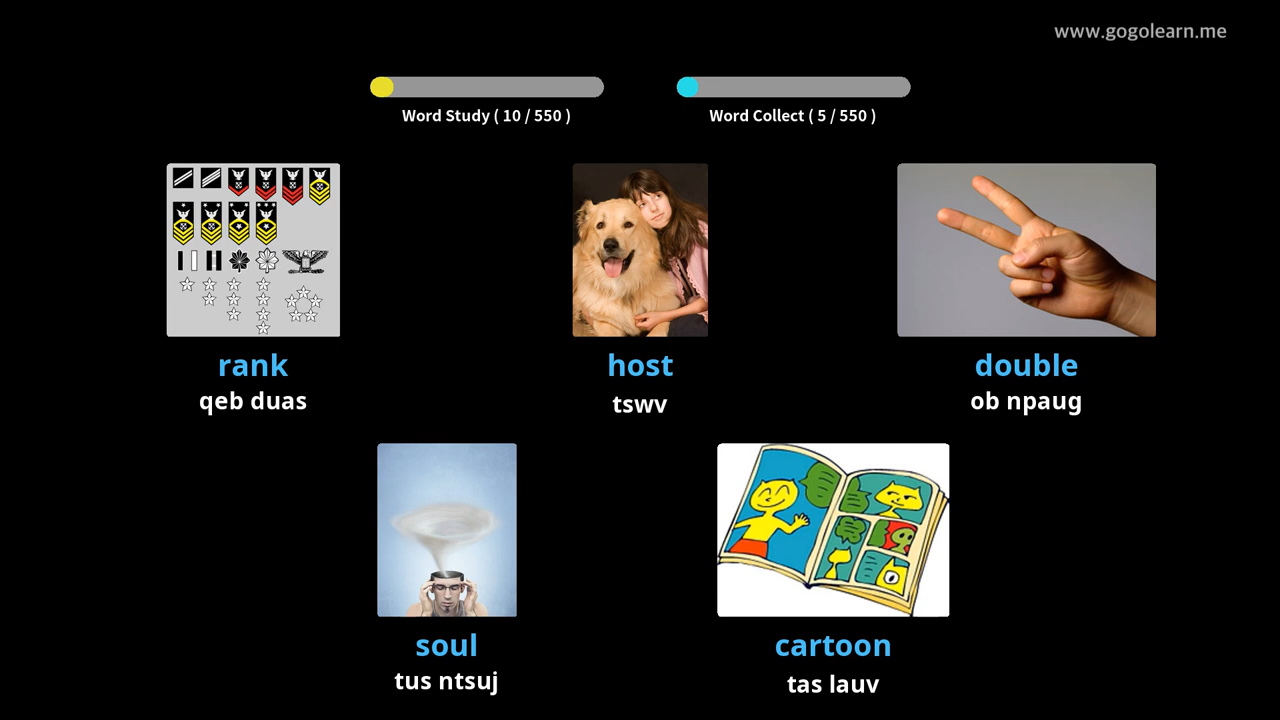 www.gogolearn.me
Word Study ( 10 / 550 )
Word Collect ( 5 / 550 )
rank
qeb duas
host
tswv
double
ob npaug
soul
tus ntsuj
cartoon
tas lauv